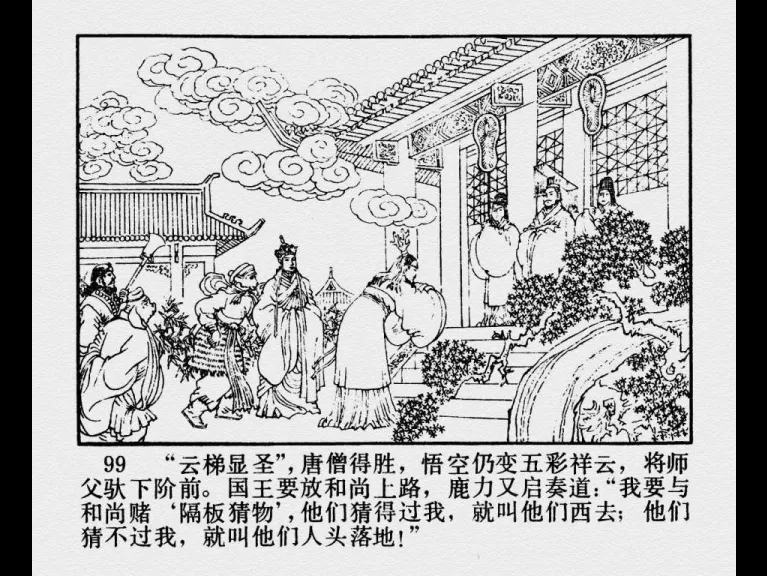 99 “云梯显圣”，唐僧得胜，悟空仍变五彩祥云，将师
父驮下阶前。国王要放和尚上路，鹿力又启奏道：“我要与
和尚赌‘隔板猜物’，他们猜得过我，就叫他们西去；他们
猜不过我，就叫他们人头落地！”